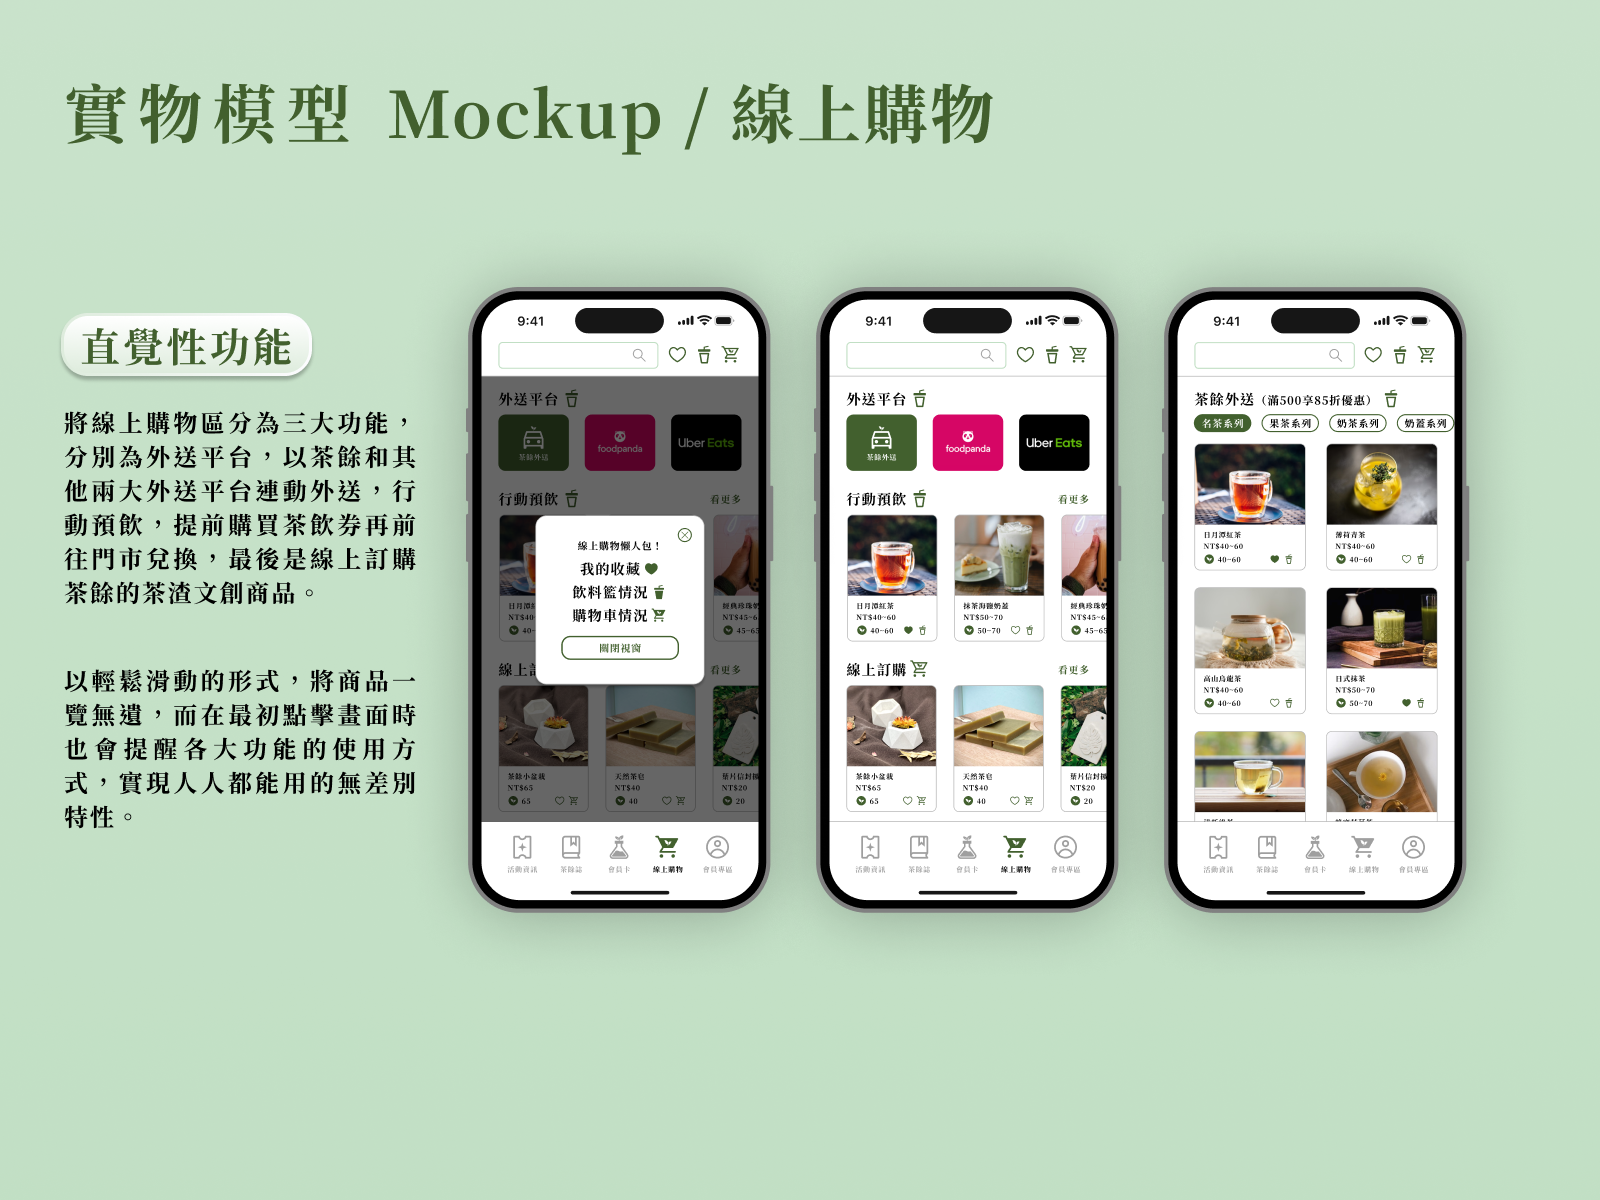 實物模型 Mockup / 線上購物
直覺性功能
將線上購物區分為三大功能，
分別為外送平台，以茶餘和其
他兩大外送平台連動外送，行
動預飲，提前購買茶飲券再前
往門市兌換，最後是線上訂購
茶餘的茶渣文創商品。
以輕鬆滑動的形式，將商品一
覽無遺，而在最初點擊畫面時
也會提醒各大功能的使用方
式，實現人人都能用的無差別
特性。
9:41
外送平台
茶餘外送
foodpanda
Uber Eats
行動預飲
看更多
線上購物懶人包！
我的收藏
飲料籃情況
購物車情況
關閉視窗
日月潭紅
NT$40
40-6
經典珍珠奶
NT$45~6
45-65
線上訂
看更多
茶餘小盆栽
NT$65
65
天然茶皂
NT$40
40
葉片信封擴
NT$20
20
活動資訊
茶餘誌
會員卡
線上購物
會員專區
9:41
外送平台
茶餘外送
foodpanda
Uber Eats
行動預飲
看更多
日月潭紅茶
NT$40~60
40-60
抹茶海鹽奶蓋
NT$50~70
50-70
經典珍珠奶
NT$45~6
45-65
線上訂購
看更多
茶餘小盆栽
NT$65
65
天然茶皂
NT$40
40
葉片信封擴
NT$20
20
活動資訊
茶餘誌
會員卡
線上購物
會員專區
9:41
茶餘外送（滿500享85折優惠）
名茶系列
果茶系列
奶茶系列
奶蓋系列
日月潭紅茶
NT$40~60
40-60
薄荷青茶
NT$40~60
40-60
高山烏龍茶
NT$40~60
40-60
日式抹茶
NT$50~70
50-70
活動資訊
茶餘誌
會員卡
線上購物
會員專區